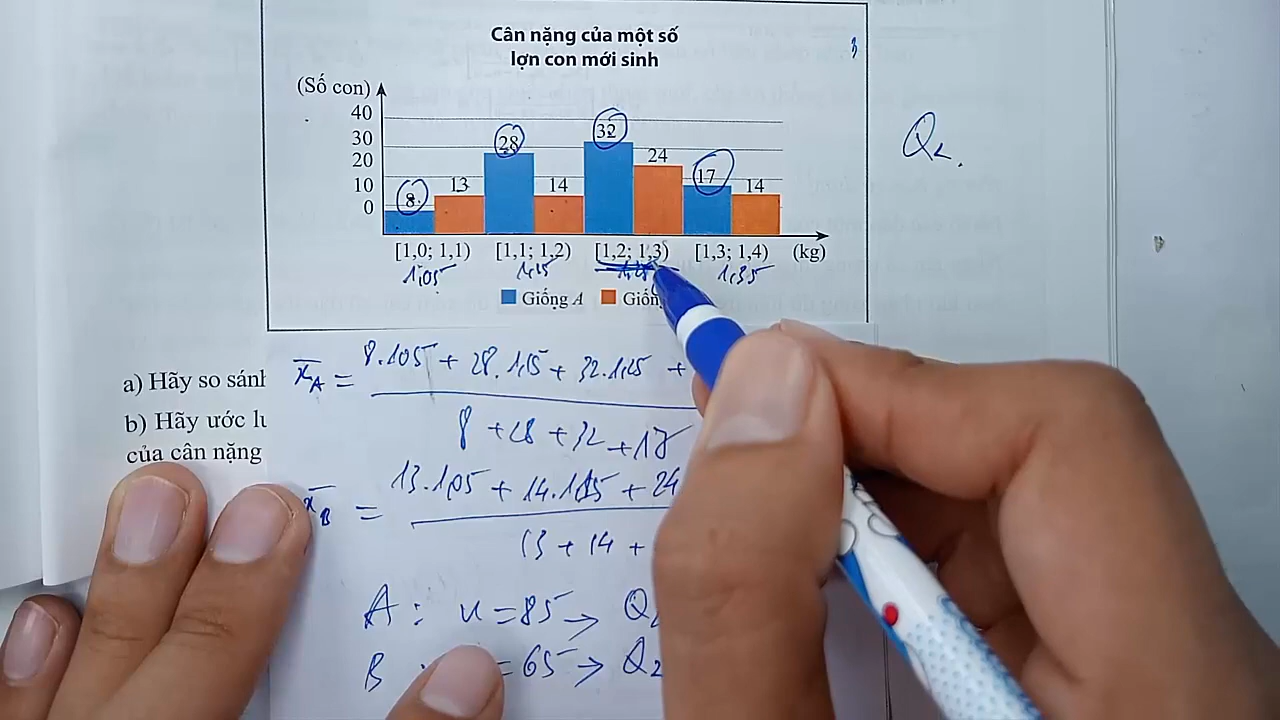 Cân nặng của một số
lợn con mới sinh
(Số con)
40
30
20
10
0
8 13 28 14 32 24 17 14
[1,0; 1,1) [1,1; 1,2) [1,2; 1,3) [1,3; 1,4) (kg)
1,05 1,15 1,25 1,35
Giống A Giốn
Q2.
a) Hãy so sánh
x̄A = 8.105 + 28.1,15 + 32.1,25 +
8 + 28 + 32 + 17
b) Hãy ước lư
của cân nặng
x̄B = 13.1,05 + 14.1,15 + 24
13 + 14 +
A : n = 85 → Q2
B : = 65 → Q2